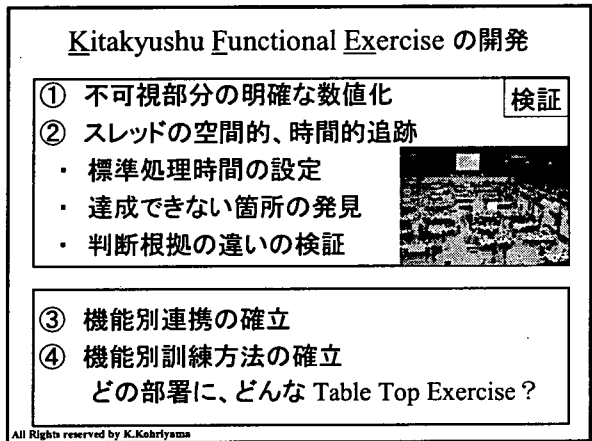 Kitakyushu Functional Exercise の開発
① 不可視部分の明確な数値化
検証
② スレッドの空間的、時間的追跡
・ 標準処理時間の設定
・ 達成できない箇所の発見
・ 判断根拠の違いの検証
③ 機能別連携の確立
④ 機能別訓練方法の確立
どの部署に、どんな Table Top Exercise？
All Rights reserved by K.Kohriyama